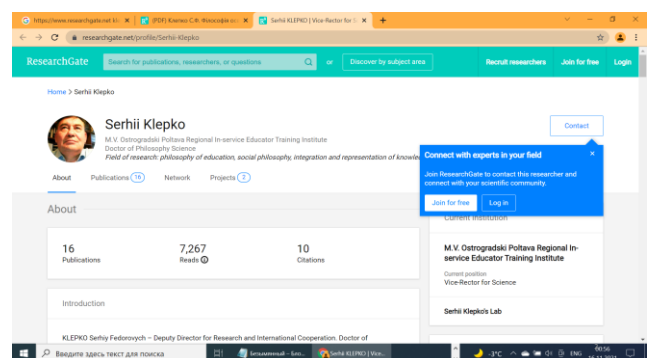 https://www.researchgate.net/kl
(PDF) Клепко С.Ф. Філософія ос
Serhii KLEPKO | Vice-Rector for S
researchgate.net/profile/Serhii-Klepko
ResearchGate
Search for publications, researchers, or questions
or
Discover by subject area
Recruit researchers
Join for free
Login
Home > Serhii Klepko
Serhii Klepko
M.V. Ostrogradski Poltava Regional In-service Educator Training Institute
Doctor of Philosophy Science
Field of research: philosophy of education, social philosophy, integration and representation of knowle
Contact
Connect with experts in your field
Join ResearchGate to contact this researcher and
connect with your scientific community.
Join for free
Log in
About
Publications 16
Network
Projects 2
About
16
Publications
7,267
Reads
10
Citations
Introduction
KLEPKO Serhiy Fedorovych – Deputy Director for Research and International Cooperation. Doctor of
Current institution
M.V. Ostrogradski Poltava Regional In-
service Educator Training Institute
Current position
Vice-Rector for Science
Serhii Klepko's Lab
Введите здесь текст для поиска
Безымянный – Бло...
Serhii KLEPKO | Vice...
-3°C
ENG
00:56
16.11.2021